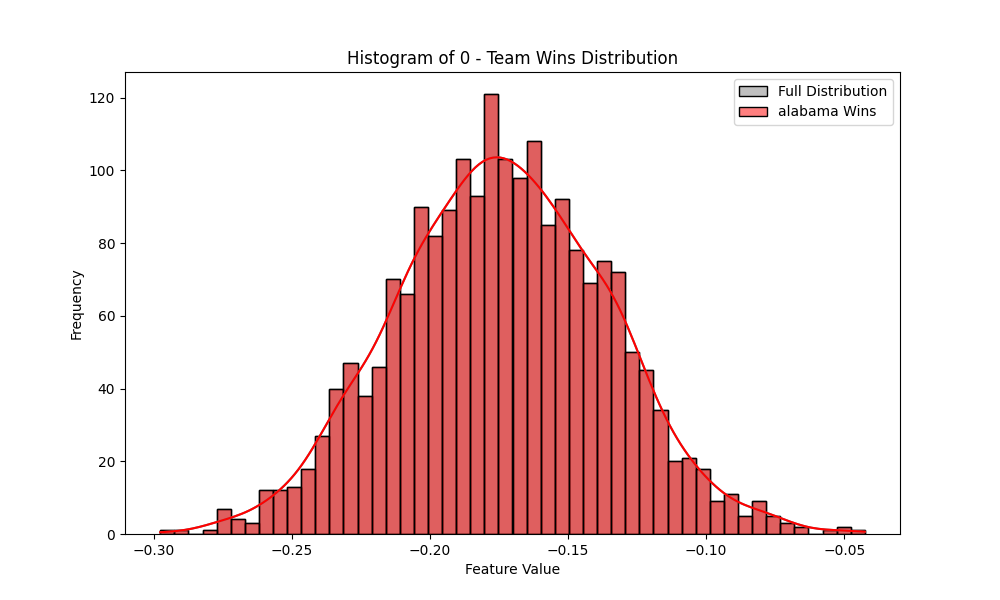 Histogram of 0 - Team Wins Distribution
Full Distribution
alabama Wins
120
100
80
60
40
20
0
Frequency
−0.30
−0.25
−0.20
−0.15
−0.10
−0.05
Feature Value